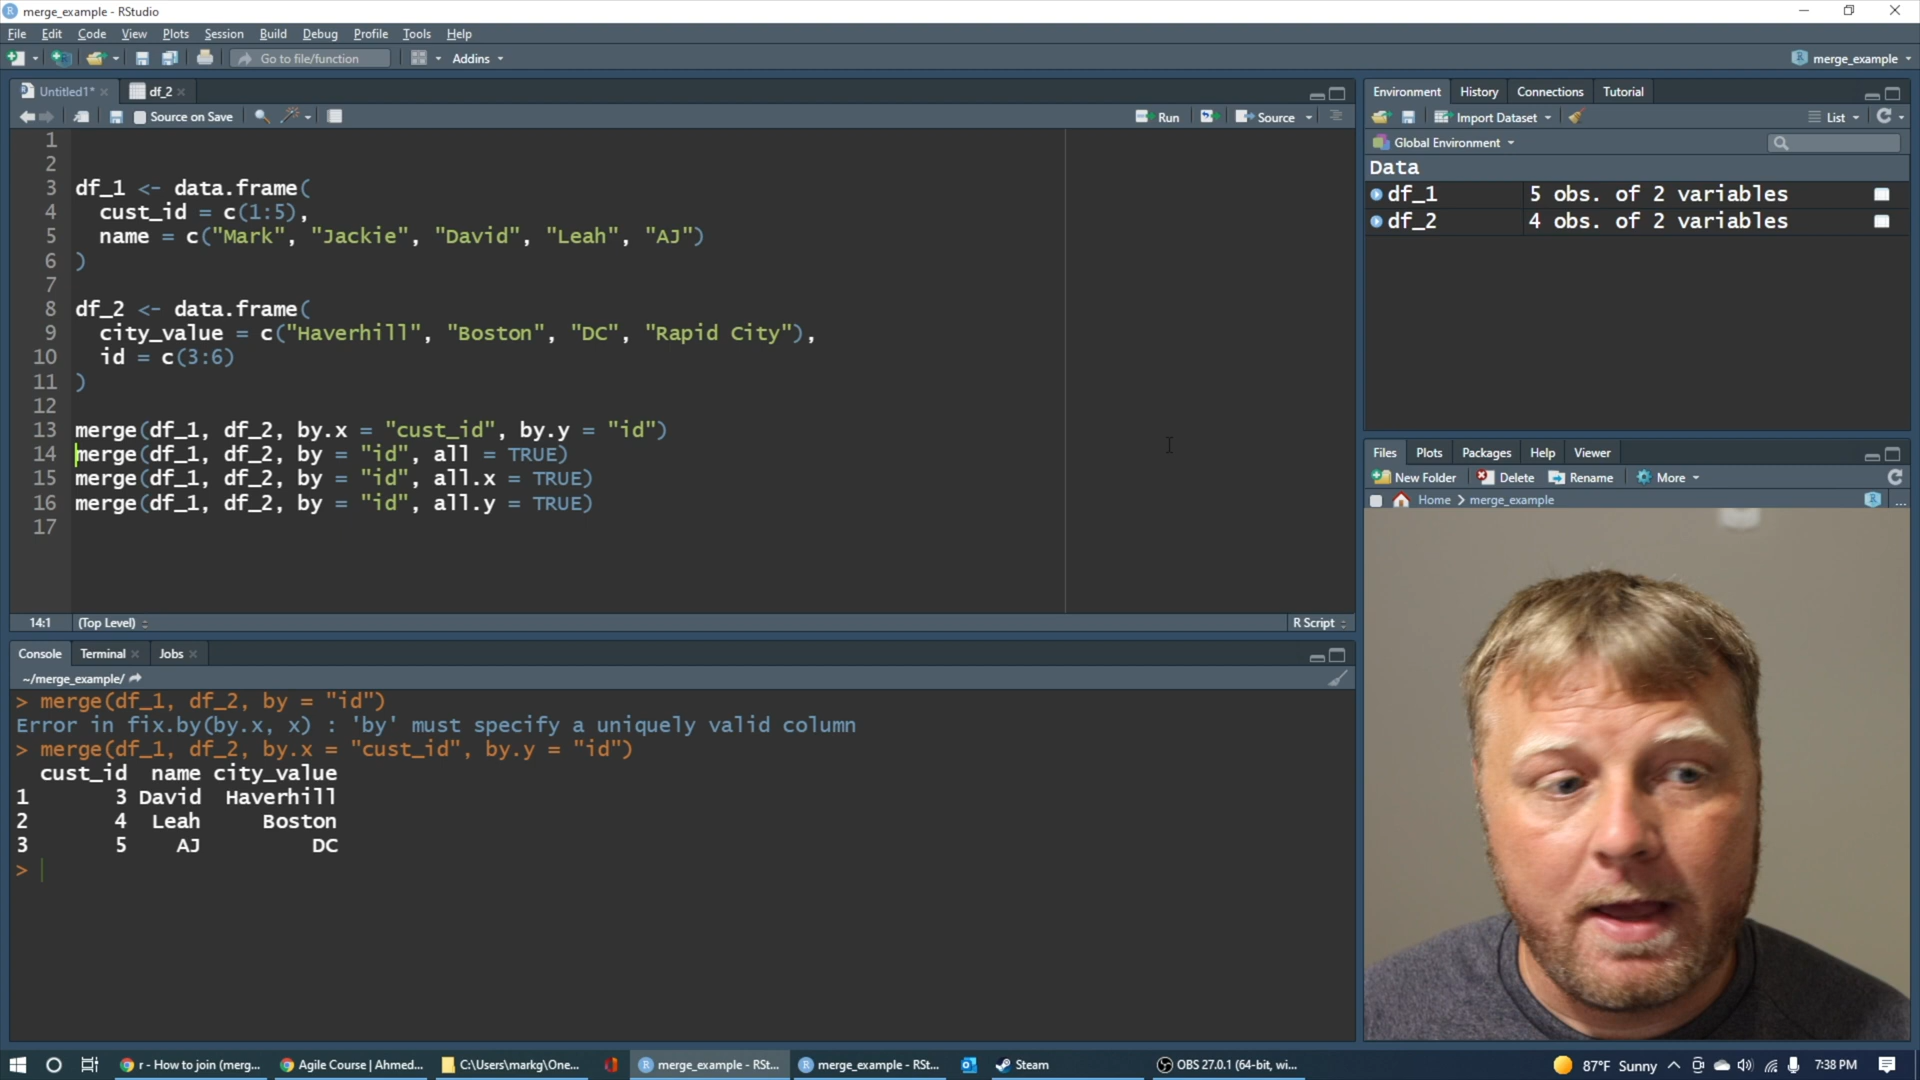 merge_example - RStudio
File Edit Code View Plots Session Build Debug Profile Tools Help
Go to file/function Addins merge_example
Untitled1* df_2
Source on Save Run Source
1
2
3 df_1 <- data.frame(
4 cust_id = c(1:5),
5 name = c("Mark", "Jackie", "David", "Leah", "AJ")
6 )
7
8 df_2 <- data.frame(
9 city_value = c("Haverhill", "Boston", "DC", "Rapid City"),
10 id = c(3:6)
11 )
12
13 merge(df_1, df_2, by.x = "cust_id", by.y = "id")
14 merge(df_1, df_2, by = "id", all = TRUE)
15 merge(df_1, df_2, by = "id", all.x = TRUE)
16 merge(df_1, df_2, by = "id", all.y = TRUE)
17
14:1 (Top Level) R Script
Console Terminal Jobs
~/merge_example/
> merge(df_1, df_2, by = "id")
Error in fix.by(by.x, x) : 'by' must specify a uniquely valid column
> merge(df_1, df_2, by.x = "cust_id", by.y = "id")
cust_id name city_value
1 3 David Haverhill
2 4 Leah Boston
3 5 AJ DC
>
Environment History Connections Tutorial
Import Dataset List
Global Environment
Data
df_1 5 obs. of 2 variables
df_2 4 obs. of 2 variables
Files Plots Packages Help Viewer
New Folder Delete Rename More
Home > merge_example ...
r - How to join (merg... Agile Course | Ahmed... C:\Users\markg\One... merge_example - RSt... merge_example - RSt... Steam OBS 27.0.1 (64-bit, wi... 87°F Sunny 7:38 PM